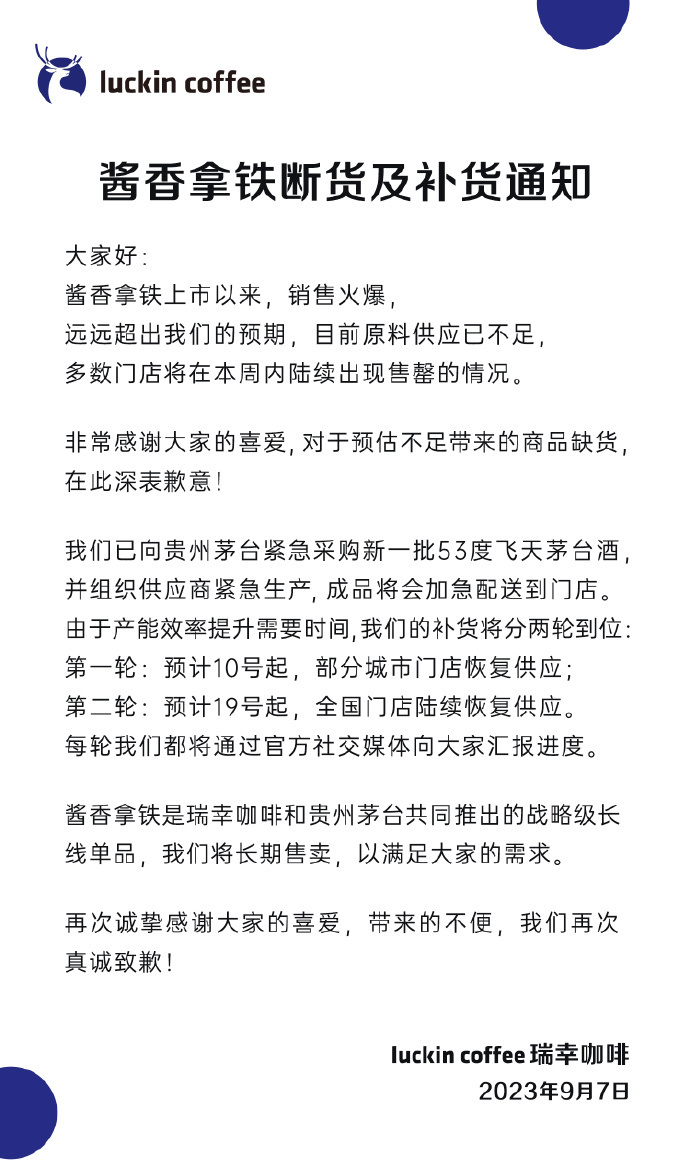 luckin coffee
酱香拿铁断货及补货通知
大家好：
酱香拿铁上市以来，销售火爆，
远远超出我们的预期，目前原料供应已不足，
多数门店将在本周内陆续出现售罄的情况。
非常感谢大家的喜爱，对于预估不足带来的商品缺货，
在此深表歉意！
我们已向贵州茅台紧急采购新一批53度飞天茅台酒，
并组织供应商紧急生产，成品将会加急配送到门店。
由于产能效率提升需要时间，我们的补货将分两轮到位：
第一轮：预计10号起，部分城市门店恢复供应；
第二轮：预计19号起，全国门店陆续恢复供应。
每轮我们都将通过官方社交媒体向大家汇报进度。
酱香拿铁是瑞幸咖啡和贵州茅台共同推出的战略级长
线单品，我们将长期售卖，以满足大家的需求。
再次诚挚感谢大家的喜爱，带来的不便，我们再次
真诚致歉！
luckin coffee 瑞幸咖啡
2023年9月7日